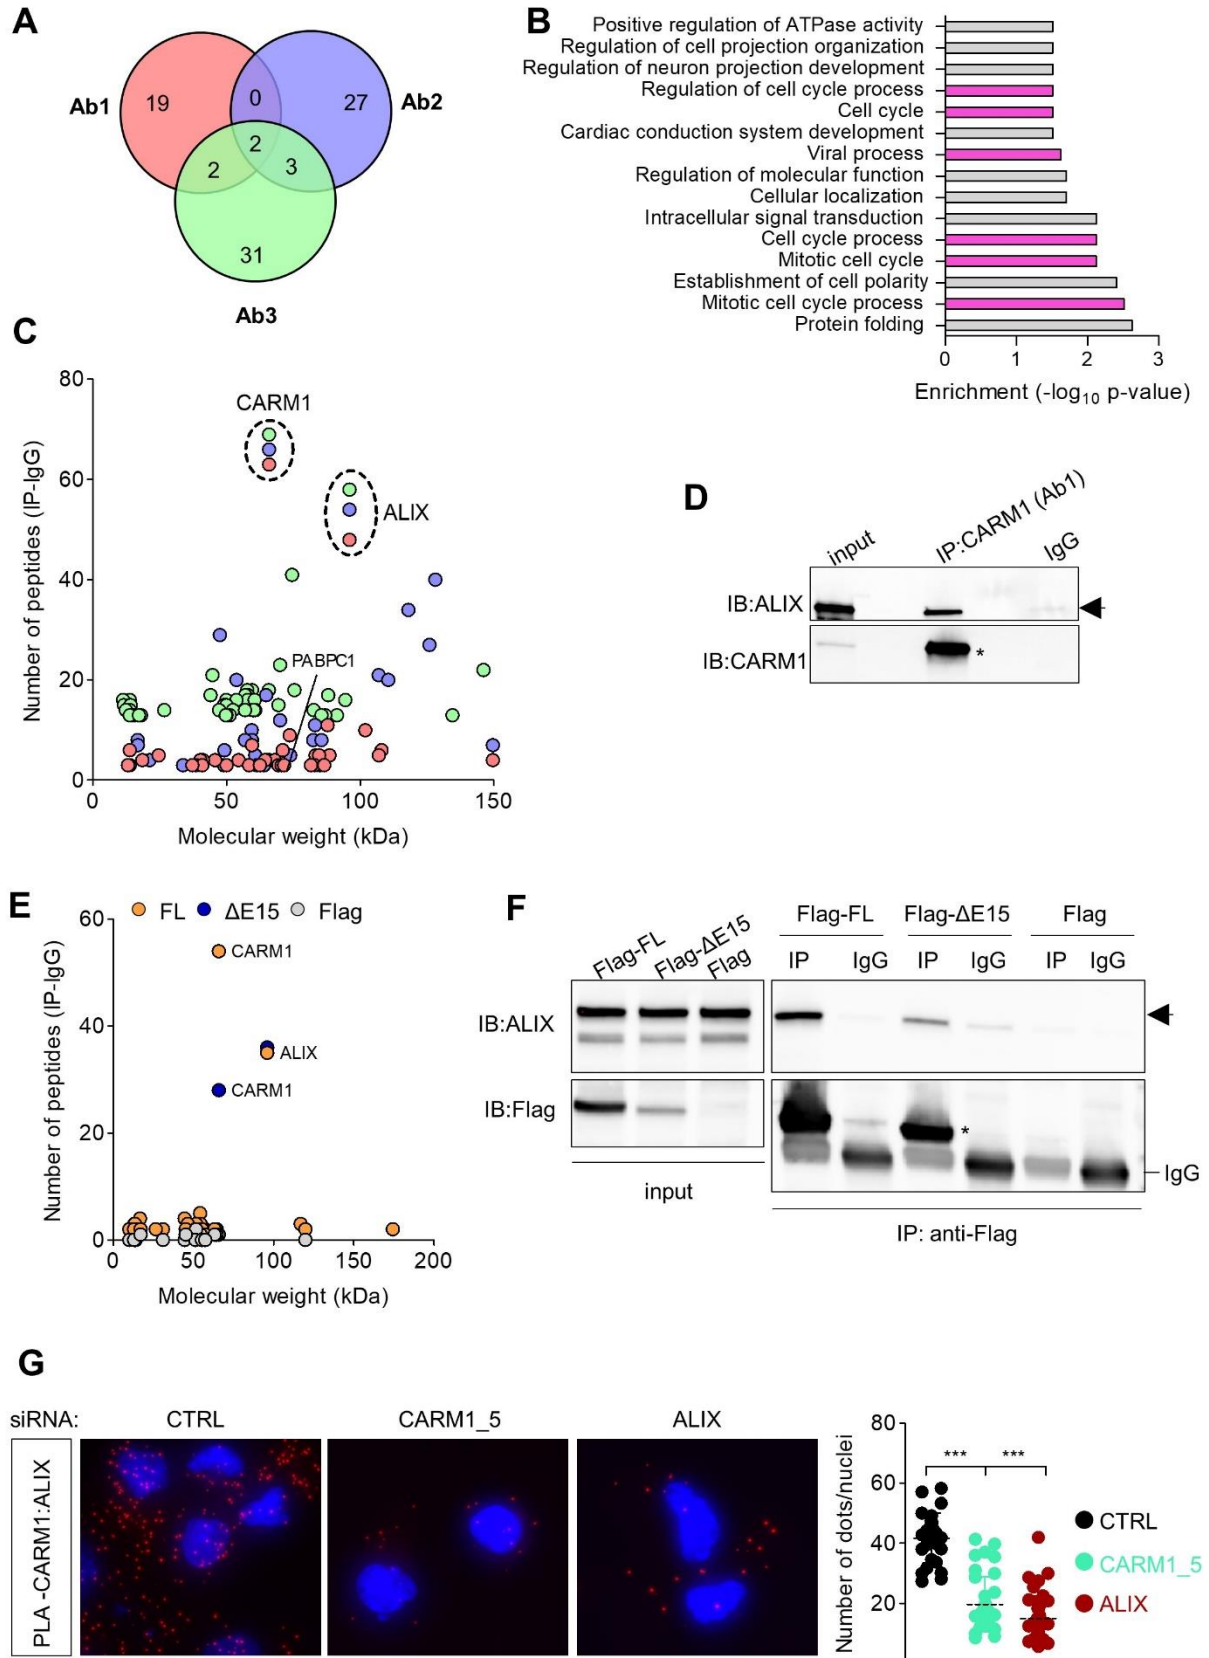 A
Ab1
19
0
27
Ab2
2
2
3
31
Ab3
B
Positive regulation of ATPase activity
Regulation of cell projection organization
Regulation of neuron projection development
Regulation of cell cycle process
Cell cycle
Cardiac conduction system development
Viral process
Regulation of molecular function
Cellular localization
Intracellular signal transduction
Cell cycle process
Mitotic cell cycle
Establishment of cell polarity
Mitotic cell cycle process
Protein folding
0 1 2 3
Enrichment (-log10 p-value)
C
Number of peptides (IP-IgG)
80
60
40
20
0
CARM1
ALIX
PABPC1
0 50 100 150
Molecular weight (kDa)
D
input
IP:CARM1 (Ab1)
IgG
IB:ALIX
IB:CARM1
*
E
FL ΔE15 Flag
Number of peptides (IP-IgG)
60
40
20
0
CARM1
ALIX
CARM1
0 50 100 150 200
Molecular weight (kDa)
F
Flag-FL
Flag-ΔE15
Flag
Flag-FL Flag-ΔE15 Flag
IP IgG IP IgG IP IgG
IB:ALIX
IB:Flag
*
IgG
input
IP: anti-Flag
G
siRNA: CTRL CARM1_5 ALIX
PLA -CARM1:ALIX
Number of dots/nuclei
80
60
40
20
*** ***
CTRL
CARM1_5
ALIX